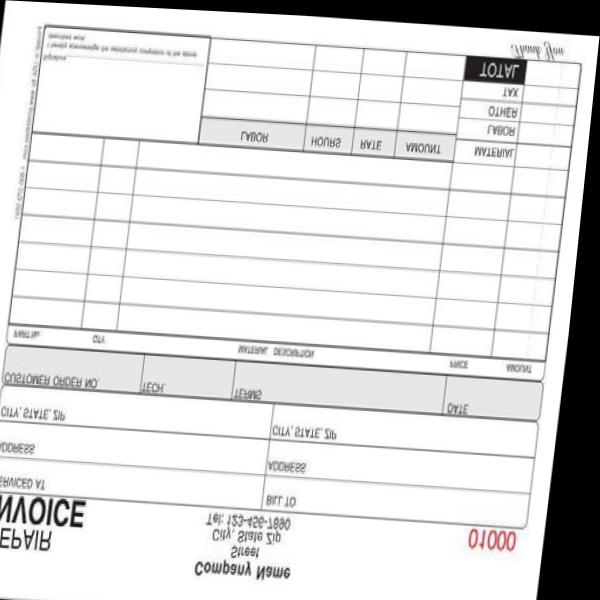 Company Name
Street
City, State Zip
Tel: 123-456-7890
EPAIR
NVOICE
01000
ERVICED AT
BILL TO
ADDRESS
ADDRESS
CITY, STATE, ZIP
CITY, STATE, ZIP
CUSTOMER ORDER NO.
TECH.
TERMS
DATE
PART No.
QTY
MATERIAL DESCRIPTION
PRICE
AMOUNT
LABOR
HOURS
RATE
AMOUNT
MATERIAL
LABOR
OTHER
TAX
TOTAL
I hereby acknowledge the satisfactory completion of the above
described work.
Signature
Thank You